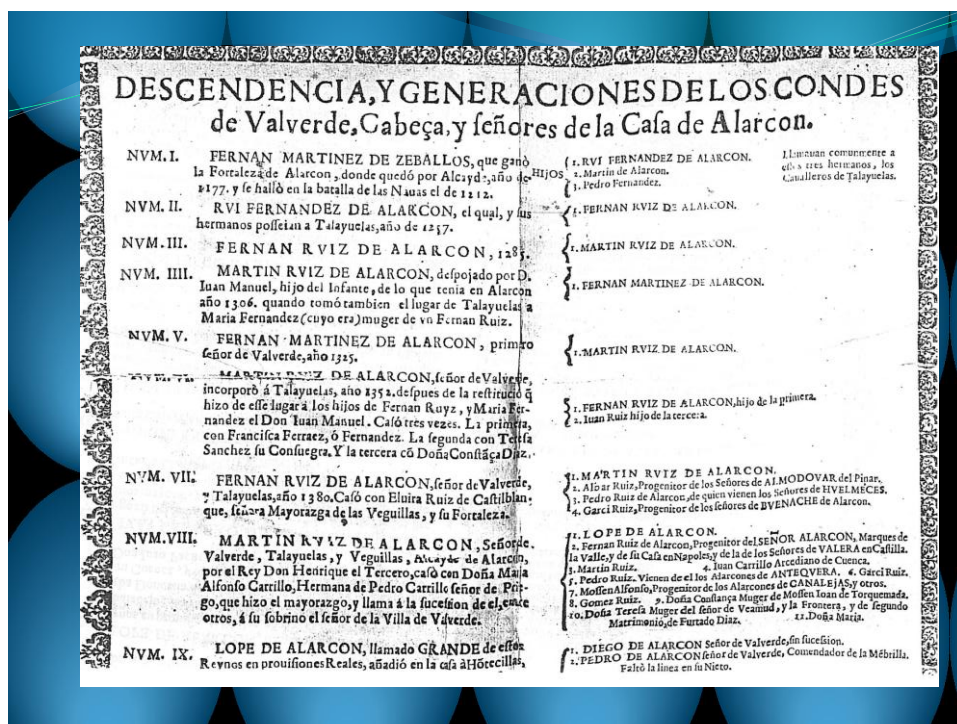 DESCENDENCIA, Y GENERACIONES DE LOS CONDES
de Valverde, Cabeça, y señores de la Casa de Alarcon.
NVM. I. FERNAN MARTINEZ DE ZEBALLOS, que ganò
la Fortaleza de Alarcon, donde quedó por Alcayde, año de
1177. y se hallò en la batalla de las Nauas el de 1212.
HIJOS
1. RVI FERNANDEZ DE ALARCON.
2. Martin de Alarcon.
3. Pedro Fernandez.
Llamauan comunmente a
estos tres hermanos, los
Caualleros de Talayuelas.
NVM. II. RVI FERNANDEZ DE ALARCON, el qual, y sus
hermanos posseian a Talayuelas, año de 1257.
1. FERNAN RVIZ DE ALARCON.
NVM. III. FERNAN RVIZ DE ALARCON, 1285.
1. MARTIN RVIZ DE ALARCON.
NVM. IIII. MARTIN RVIZ DE ALARCON, despojado por D.
Iuan Manuel, hijo del Infante, de lo que tenia en Alarcon
año 1306. quando tomó tambien el lugar de Talayuelas a
Maria Fernandez (cuyo era) muger de vn Fernan Ruiz.
1. FERNAN MARTINEZ DE ALARCON.
NVM. V. FERNAN MARTINEZ DE ALARCON, primero
señor de Valverde, año 1325.
1. MARTIN RVIZ DE ALARCON.
MARTIN RVIZ DE ALARCON, señor de Valverde,
incorporò á Talayuelas, año 1352. despues de la restituciõ q̃
hizo de esse lugar á los hijos de Fernan Ruyz, y Maria Fer-
nandez el Don Iuan Manuel. Casó tres vezes. La primera,
con Francisca Ferraez, ó Fernandez. La segunda con Teresa
Sanchez su Consuegra. Y la tercera cõ Doña Constãça Diaz.
1. FERNAN RVIZ DE ALARCON, hijo de la primera.
2. Iuan Ruiz hijo de la tercera.
NVM. VII. FERNAN RVIZ DE ALARCON, señor de Valverde,
y Talayuelas, año 1380. Casó con Eluira Ruiz de Castilblan-
que, señora Mayorazga de las Veguillas, y su Fortaleza.
1. MARTIN RVIZ DE ALARCON.
2. Albar Ruiz, Progenitor de los Señores de ALMODOVAR del Pinar.
3. Pedro Ruiz de Alarcon, de quien vienen los Señores de HVELMECES.
4. Garci Ruiz, Progenitor de los señores de BVENACHE de Alarcon.
NVM. VIII. MARTIN RVIZ DE ALARCON, Señor de
Valverde, Talayuelas, y Veguillas, Alcayde de Alarcon,
por el Rey Don Henrique el Tercero, casó con Doña Maria
Alfonso Carrillo, Hermana de Pedro Carrillo señor de Prie-
go, que hizo el mayorazgo, y llama á la sucession de el, entre
otros, á su sobrino el señor de la Villa de Valverde.
1. LOPE DE ALARCON.
2. Fernan Ruiz de Alarcon, Progenitor del SEÑOR ALARCON, Marques de
la Valle, y de su Casa en Napoles, y de la de los Señores de VALERA en Castilla.
3. Martin Ruiz. 4. Iuan Carrillo Arcediano de Cuenca.
5. Pedro Ruiz. Vienen de el los Alarcones de ANTEQVERA. 6. Garci Ruiz.
7. Mossen Alfonso, Progenitor de los Alarcones de CANALEJAS, y otros.
8. Gomez Ruiz. 9. Doña Constança Muger de Mossen Ioan de Torquemada.
10. Doña Teresa Muger del señor de Veamud, y la Frontera, y de segundo
Matrimonio, de Furtado Diaz. 11. Doña Maria.
NVM. IX. LOPE DE ALARCON, llamado GRANDE de estos
Reynos en prouisiones Reales, añadió en la casa à Hõtecillas,
1. DIEGO DE ALARCON Señor de Valverde, sin sucession.
2. PEDRO DE ALARCON señor de Valverde, Comendador de la Mēbrilla.
Faltò la linea en su Nieto.